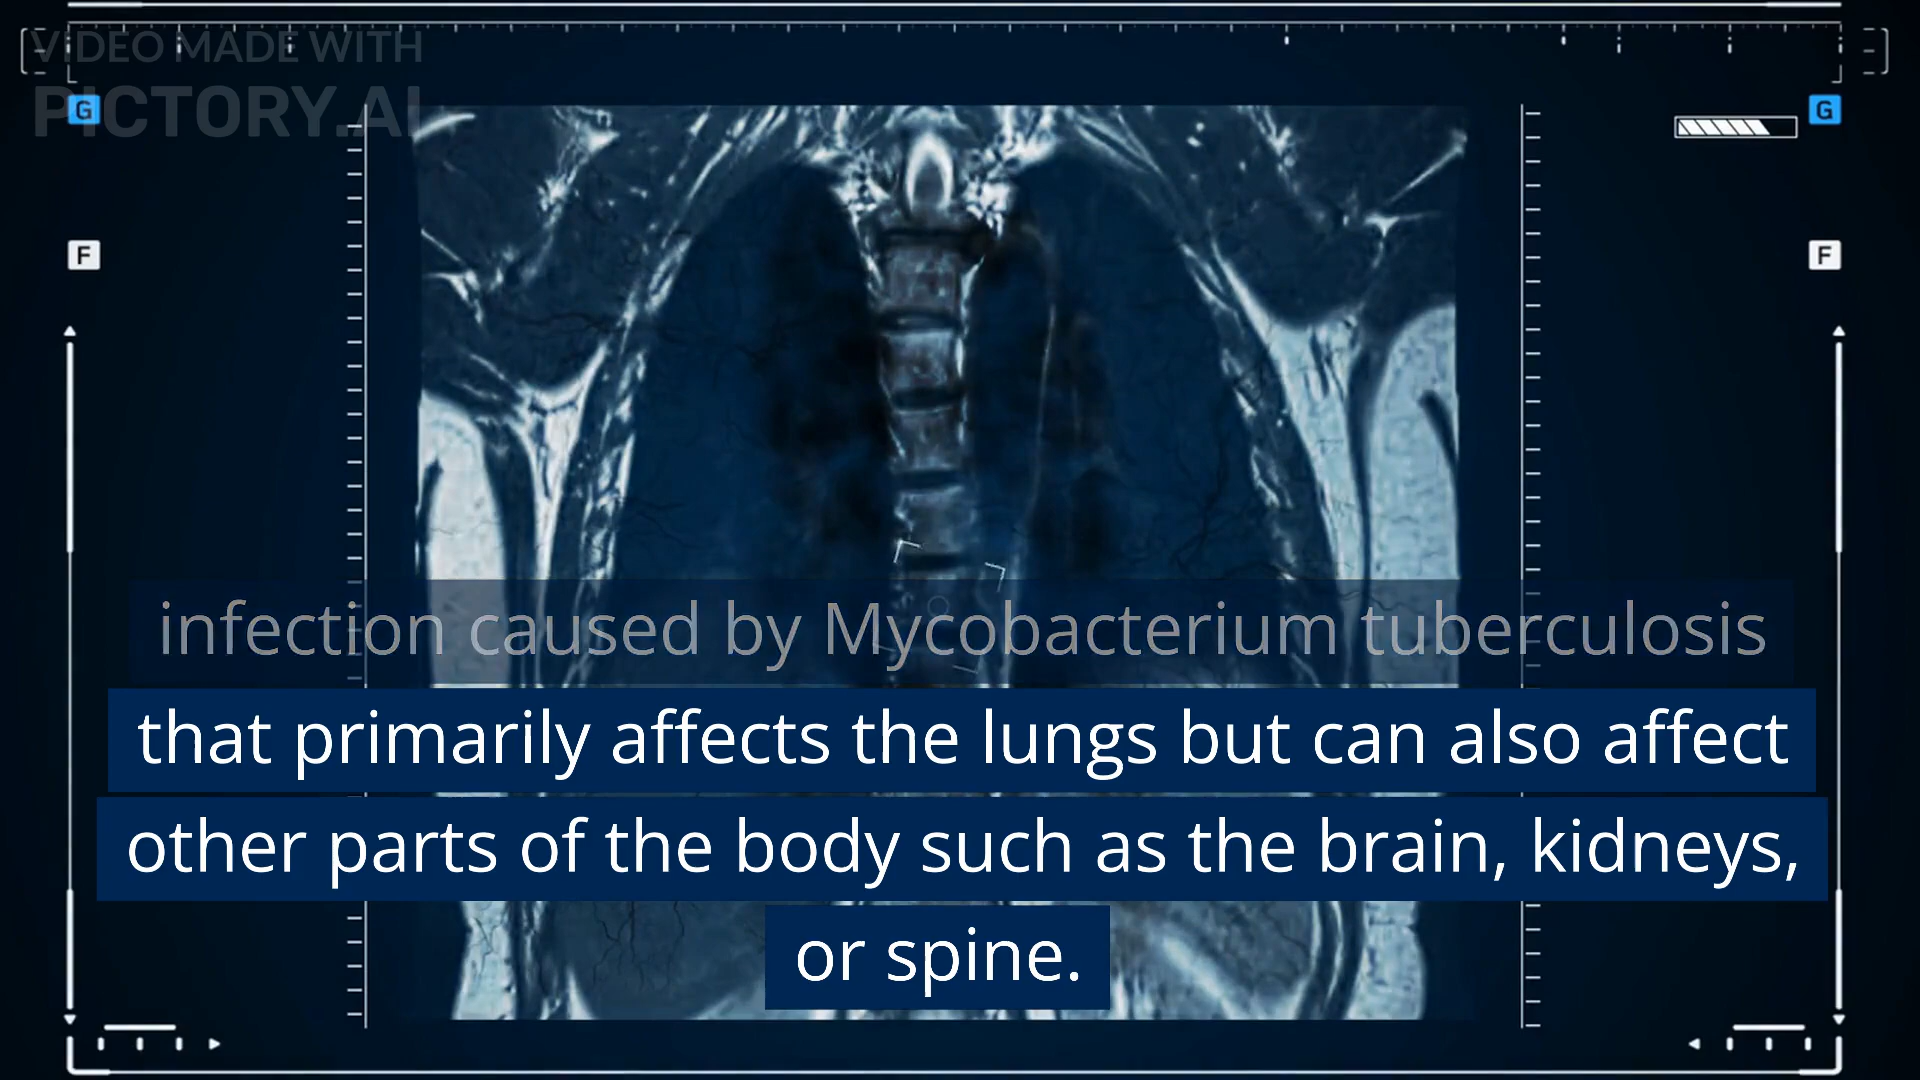 VIDEO MADE WITH
PICTORY.AI
G
G
F
F
infection caused by Mycobacterium tuberculosis
that primarily affects the lungs but can also affect
other parts of the body such as the brain, kidneys,
or spine.